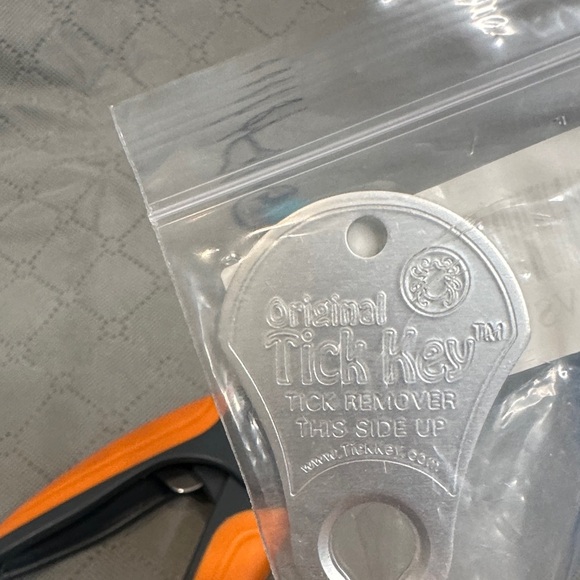 Original
Tick Key™
TICK REMOVER
THIS SIDE UP
www.TickKey.com